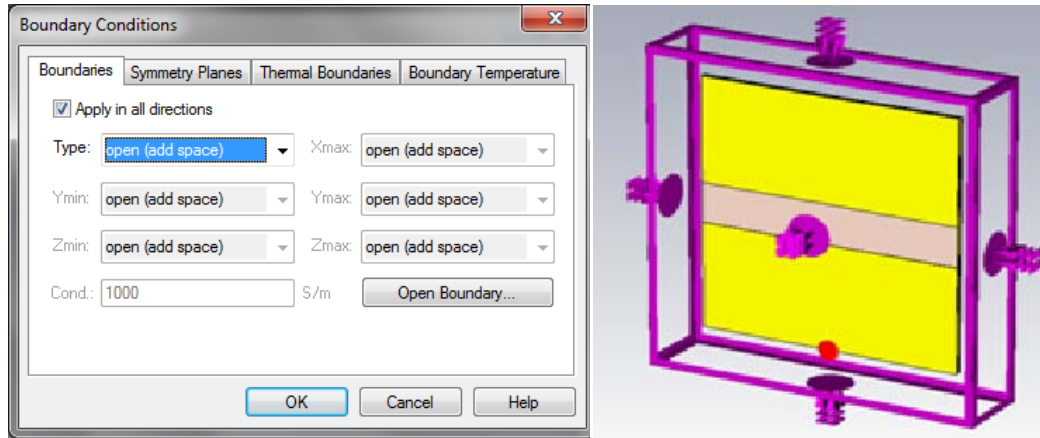 Boundary Conditions
Boundaries Symmetry Planes Thermal Boundaries Boundary Temperature
Apply in all directions
Type: open (add space) Xmax: open (add space)
Ymin: open (add space) Ymax: open (add space)
Zmin: open (add space) Zmax: open (add space)
Cond.: 1000 S/m Open Boundary...
OK Cancel Help